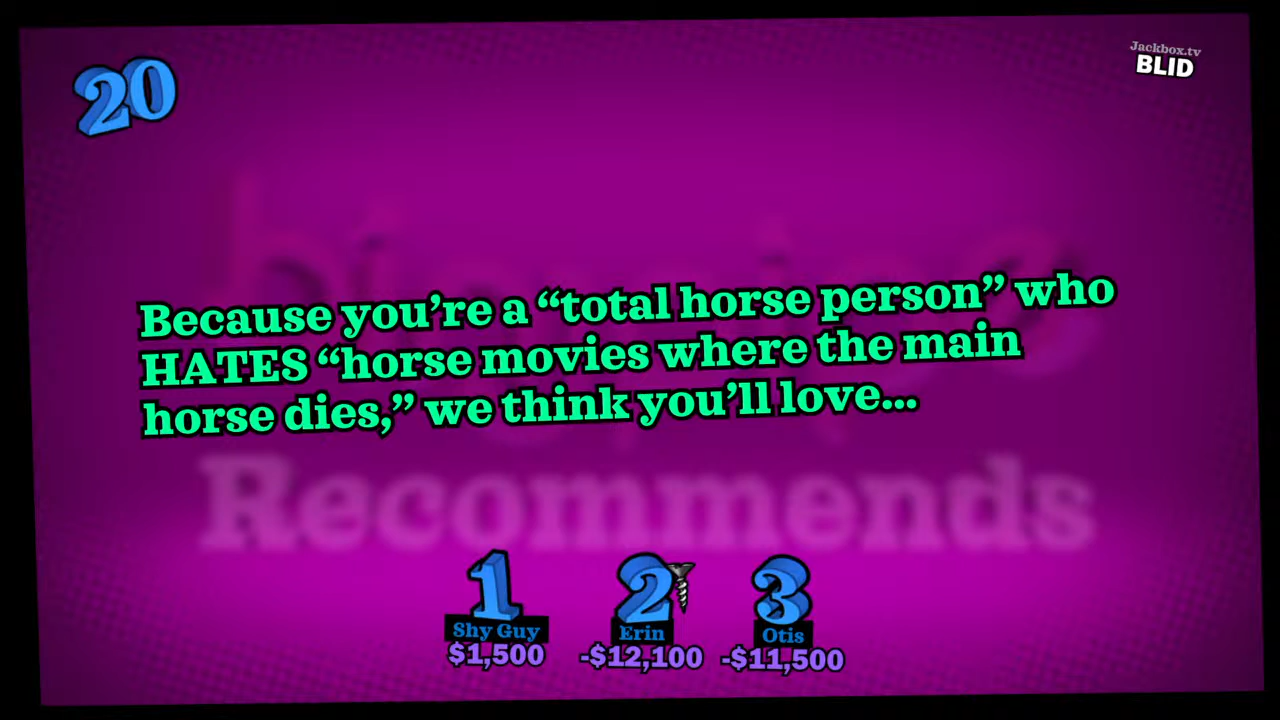 20
Jackbox.tv
BLID
Because you're a “total horse person” who
HATES “horse movies where the main
horse dies,” we think you'll love...
Recommends
1 2 3
Shy Guy Erin Otis
$1,500 -$12,100 -$11,500